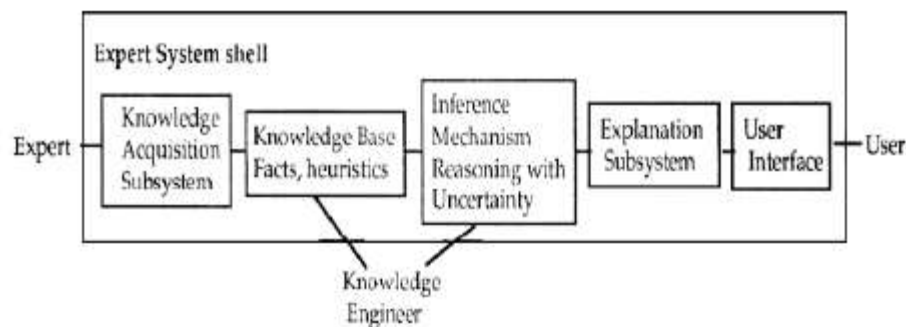 Expert System shell
Expert
Knowledge
Acquisition
Subsystem
Knowledge Base
Facts, heuristics
Inference
Mechanism
Reasoning with
Uncertainty
Explanation
Subsystem
User
Interface
User
Knowledge
Engineer